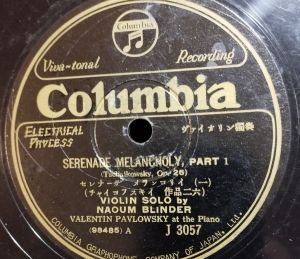 Columbia
Viva-tonal Recording
Columbia
ELECTRICAL PROCESS
ヴァイオリン獨奏
SERENADE MELANCHOLY, PART 1
(Tschaikowsky, Op. 26)
セレナーデ メランコリイ (一)
(チャイコフスキイ 作品二六)
VIOLIN SOLO by
NAOUM BLINDER
VALENTIN PAVLOWSKY at the Piano
(98485) A J 3057
COLUMBIA GRAPHOPHONE COMPANY OF JAPAN, Ltd.